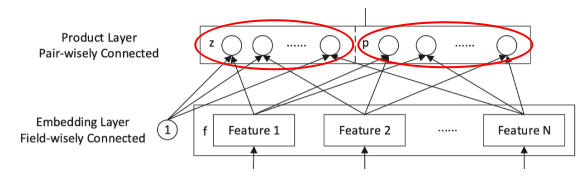 Product Layer
Pair-wisely Connected
z ...... p ......
Embedding Layer
Field-wisely Connected
1
f Feature 1 Feature 2 ...... Feature N